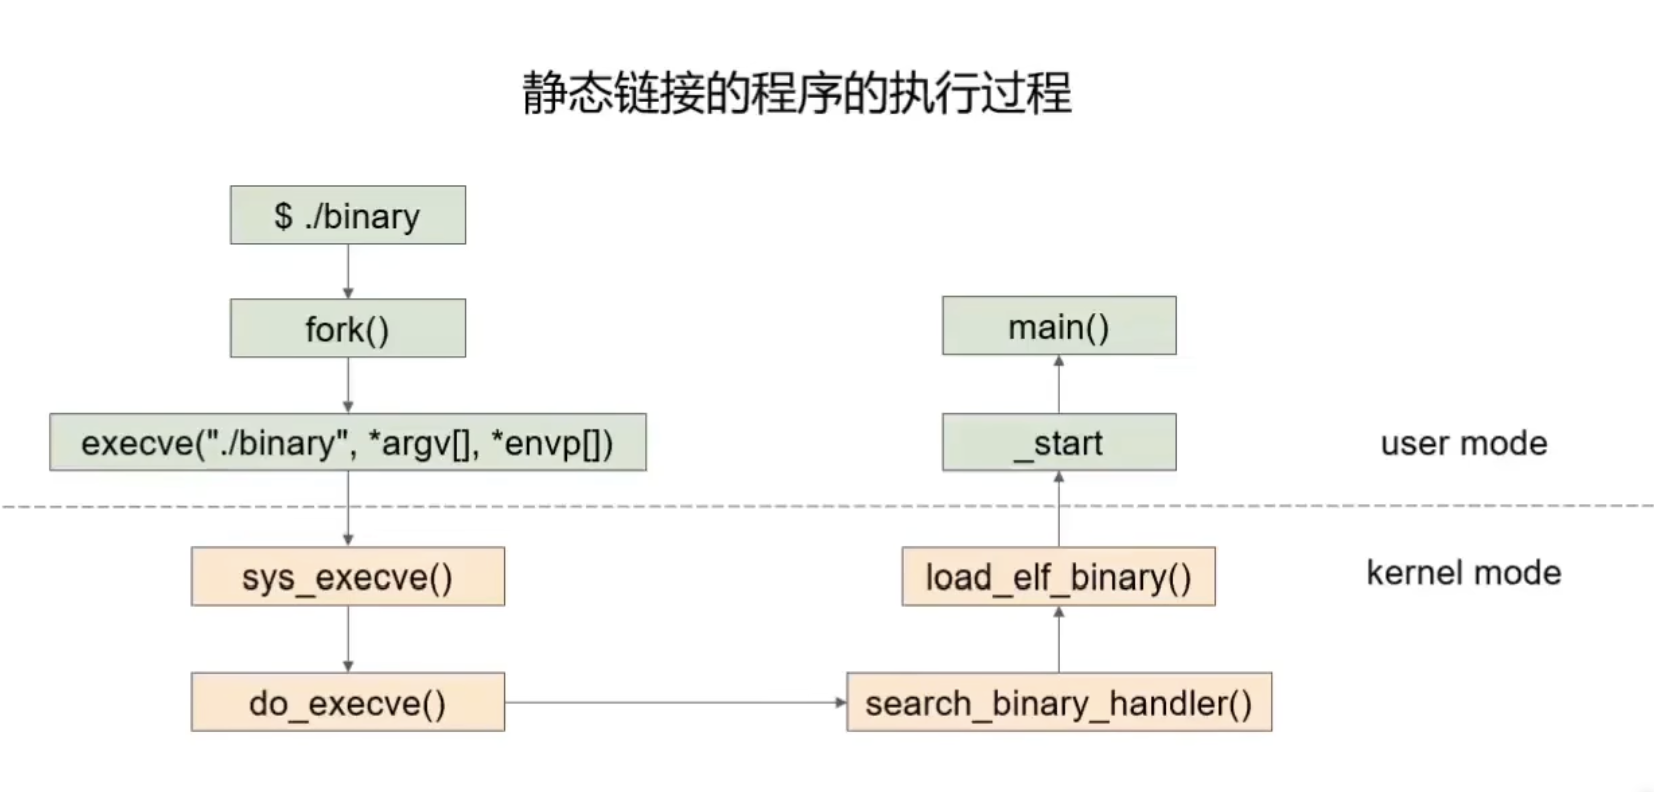 静态链接的程序的执行过程
$ ./binary
fork()
execve("./binary", *argv[], *envp[])
sys_execve()
do_execve()
search_binary_handler()
load_elf_binary()
_start
main()
user mode
kernel mode